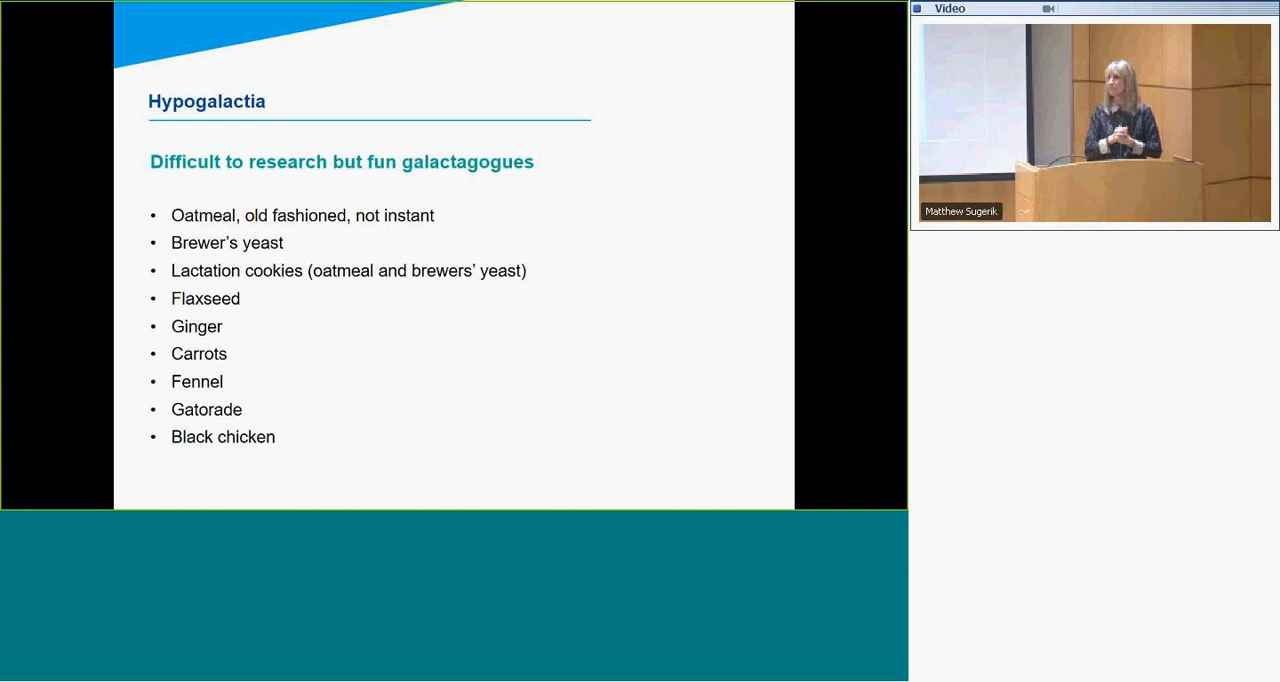 Video
Hypogalactia
Difficult to research but fun galactagogues
• Oatmeal, old fashioned, not instant
• Brewer’s yeast
• Lactation cookies (oatmeal and brewers’ yeast)
• Flaxseed
• Ginger
• Carrots
• Fennel
• Gatorade
• Black chicken
Matthew Sugerik